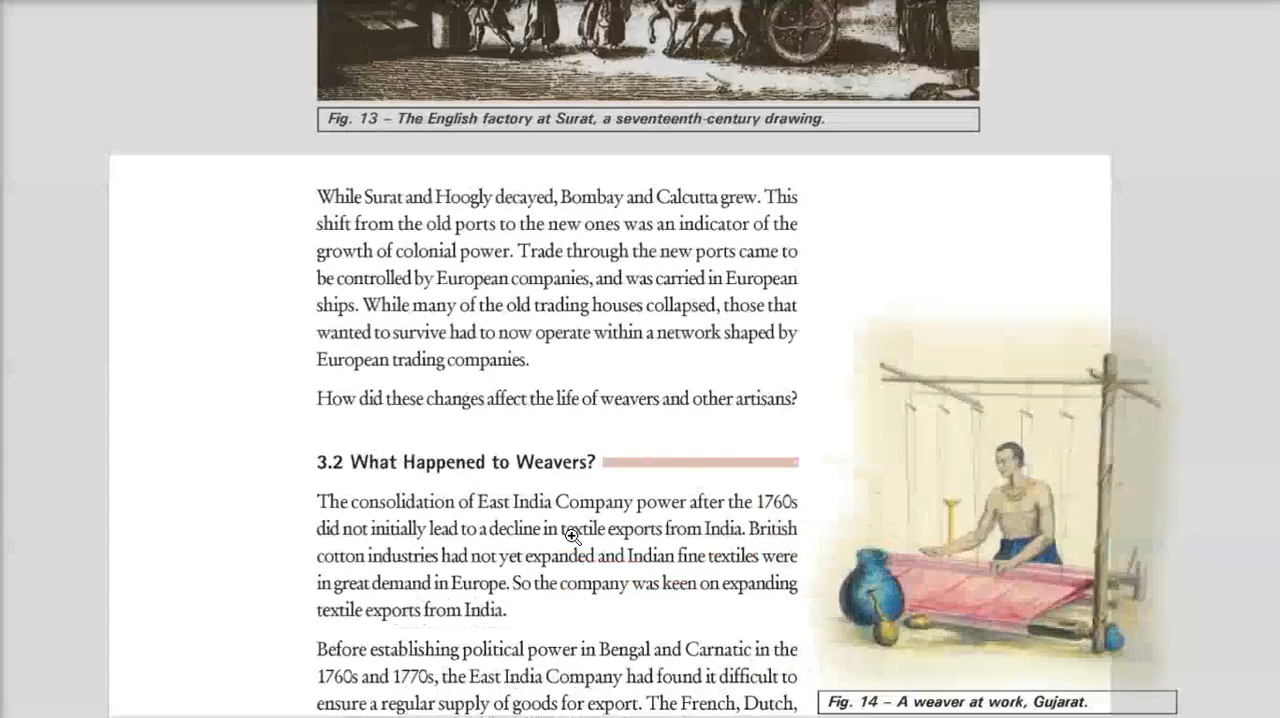 Fig. 13 – The English factory at Surat, a seventeenth-century drawing.
While Surat and Hoogly decayed, Bombay and Calcutta grew. This
shift from the old ports to the new ones was an indicator of the
growth of colonial power. Trade through the new ports came to
be controlled by European companies, and was carried in European
ships. While many of the old trading houses collapsed, those that
wanted to survive had to now operate within a network shaped by
European trading companies.
How did these changes affect the life of weavers and other artisans?
3.2 What Happened to Weavers?
The consolidation of East India Company power after the 1760s
did not initially lead to a decline in textile exports from India. British
cotton industries had not yet expanded and Indian fine textiles were
in great demand in Europe. So the company was keen on expanding
textile exports from India.
Before establishing political power in Bengal and Carnatic in the
1760s and 1770s, the East India Company had found it difficult to
ensure a regular supply of goods for export. The French, Dutch,
Fig. 14 – A weaver at work, Gujarat.